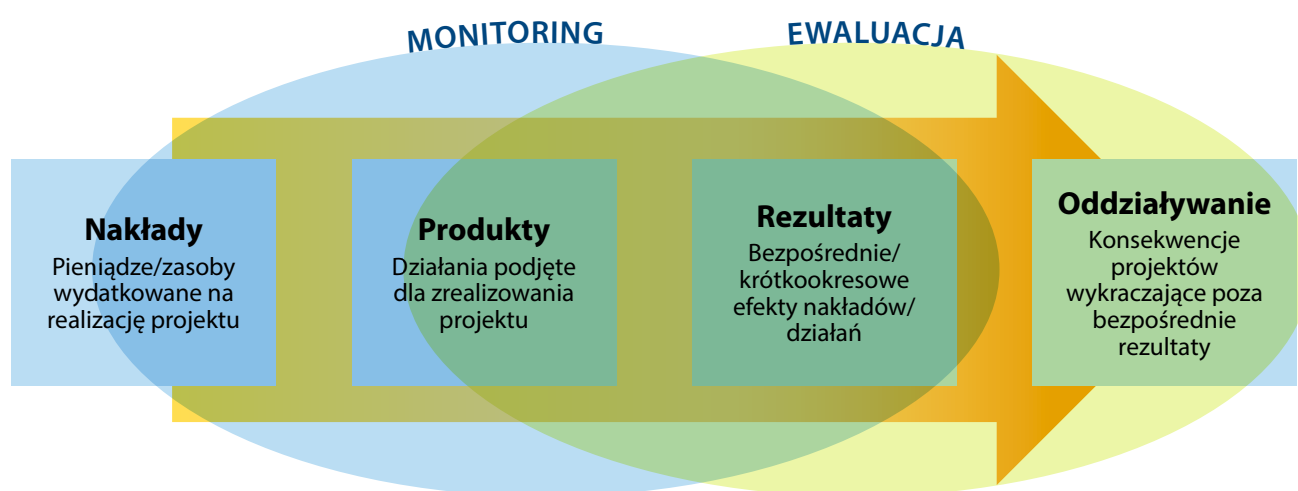 MONITORING
EWALUACJA
Nakłady
Pieniądze/zasoby
wydatkowane na
realizację projektu
Produkty
Działania podjęte
dla zrealizowania
projektu
Rezultaty
Bezpośrednie/
krótkookresowe
efekty nakładów/
działań
Oddziaływanie
Konsekwencje
projektów
wykraczające poza
bezpośrednie
rezultaty